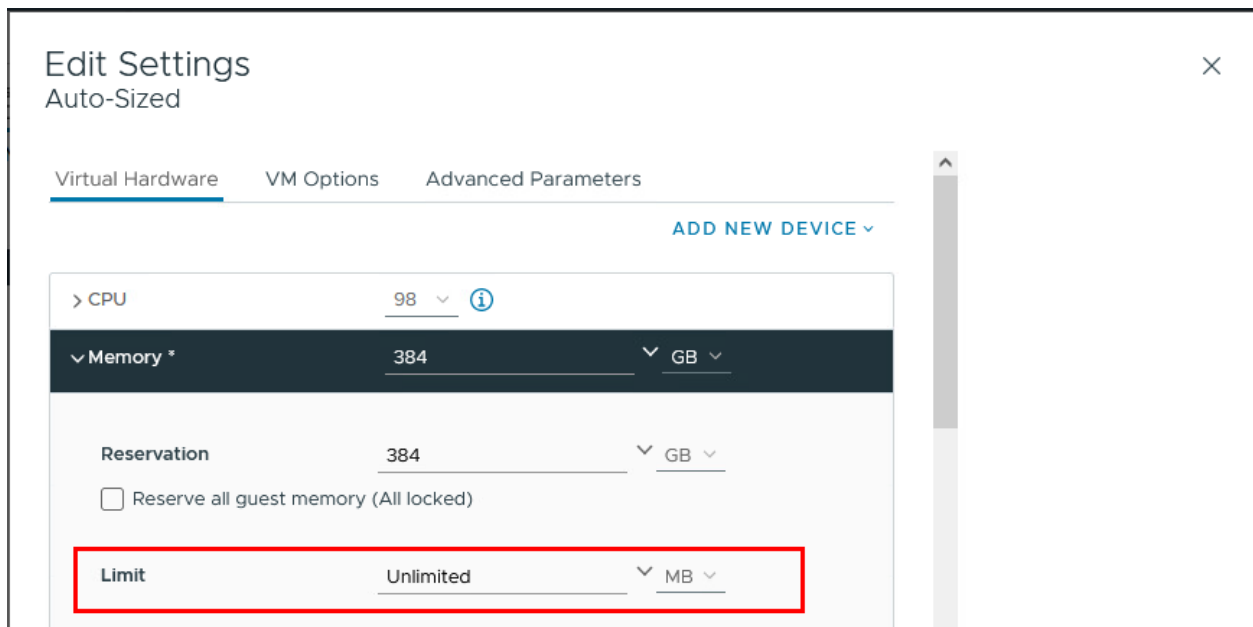 Edit Settings
Auto-Sized
Virtual Hardware VM Options Advanced Parameters
ADD NEW DEVICE
CPU 98
Memory * 384 GB
Reservation 384 GB
Reserve all guest memory (All locked)
Limit Unlimited MB